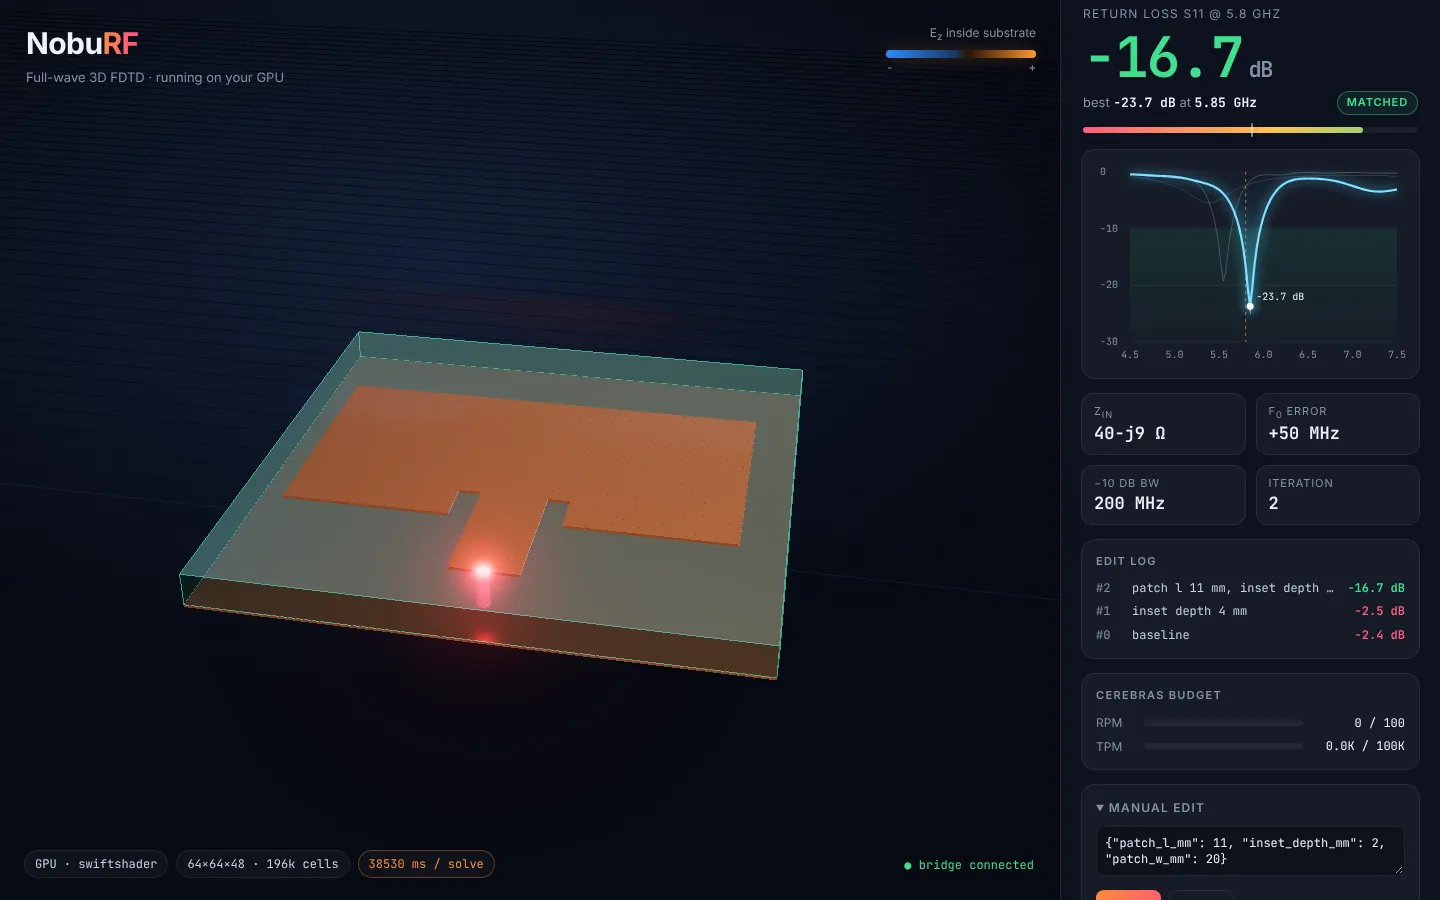 NobuRF
Full-wave 3D FDTD · running on your GPU
Ez inside substrate
- +
RETURN LOSS S11 @ 5.8 GHZ
-16.7 dB
best -23.7 dB at 5.85 GHz
MATCHED
0
-10
-20
-30
-23.7 dB
4.5 5.0 5.5 6.0 6.5 7.0 7.5
ZIN
40-j9 Ω
F0 ERROR
+50 MHz
-10 DB BW
200 MHz
ITERATION
2
EDIT LOG
#2 patch l 11 mm, inset depth … -16.7 dB
#1 inset depth 4 mm -2.5 dB
#0 baseline -2.4 dB
CEREBRAS BUDGET
RPM 0 / 100
TPM 0.0K / 100K
▼ MANUAL EDIT
{"patch_l_mm": 11, "inset_depth_mm": 2,
"patch_w_mm": 20}
GPU · swiftshader
64×64×48 · 196k cells
38530 ms / solve
● bridge connected